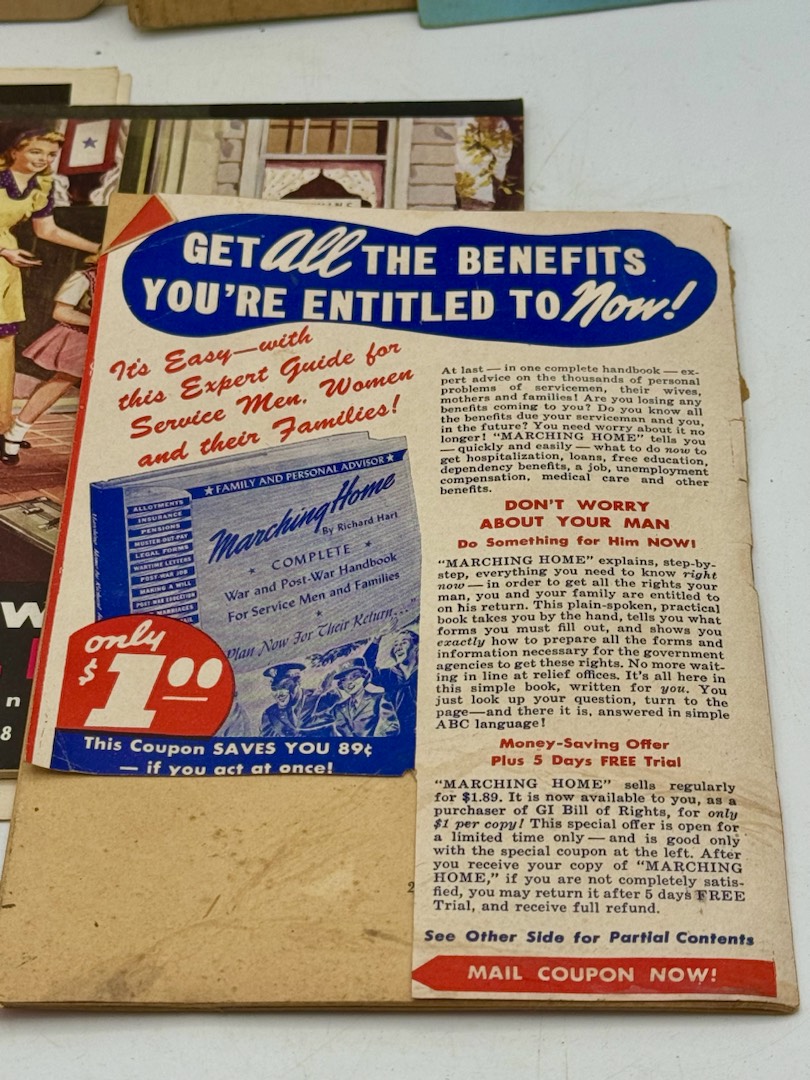 GET All THE BENEFITS
YOU'RE ENTITLED TO Now!
It's Easy—with
this Expert Guide for
Service Men, Women
and their Families!
★ FAMILY AND PERSONAL ADVISOR ★
Marching Home
By Richard Hart
★ COMPLETE ★
War and Post-War Handbook
For Service Men and Families
★
Plan Now For Their Return..."
ALLOTMENTS
INSURANCE
PENSIONS
MUSTER-OUT-PAY
LEGAL FORMS
WARTIME LETTERS
POST-WAR JOB
MAKING A WILL
POST-WAR EDUCATION
MARRIAGES
only
$1.00
This Coupon SAVES YOU 89¢
— if you act at once!
At last — in one complete handbook — ex-
pert advice on the thousands of personal
problems of servicemen, their wives,
mothers and families! Are you losing any
benefits coming to you? Do you know all
the benefits due your serviceman and you,
in the future? You need worry about it no
longer! "MARCHING HOME" tells you
— quickly and easily — what to do now to
get hospitalization, loans, free education,
dependency benefits, a job, unemployment
compensation, medical care and other
benefits.
DON'T WORRY
ABOUT YOUR MAN
Do Something for Him NOW!
"MARCHING HOME" explains, step-by-
step, everything you need to know right
now — in order to get all the rights your
man, you and your family are entitled to
on his return. This plain-spoken, practical
book takes you by the hand, tells you what
forms you must fill out, and shows you
exactly how to prepare all the forms and
information necessary for the government
agencies to get these rights. No more wait-
ing in line at relief offices. It's all here in
this simple book, written for you. You
just look up your question, turn to the
page—and there it is, answered in simple
ABC language!
Money-Saving Offer
Plus 5 Days FREE Trial
"MARCHING HOME" sells regularly
for $1.89. It is now available to you, as a
purchaser of GI Bill of Rights, for only
$1 per copy! This special offer is open for
a limited time only — and is good only
with the special coupon at the left. After
you receive your copy of "MARCHING
HOME," if you are not completely satis-
fied, you may return it after 5 days FREE
Trial, and receive full refund.
See Other Side for Partial Contents
MAIL COUPON NOW!
w
n
8
2